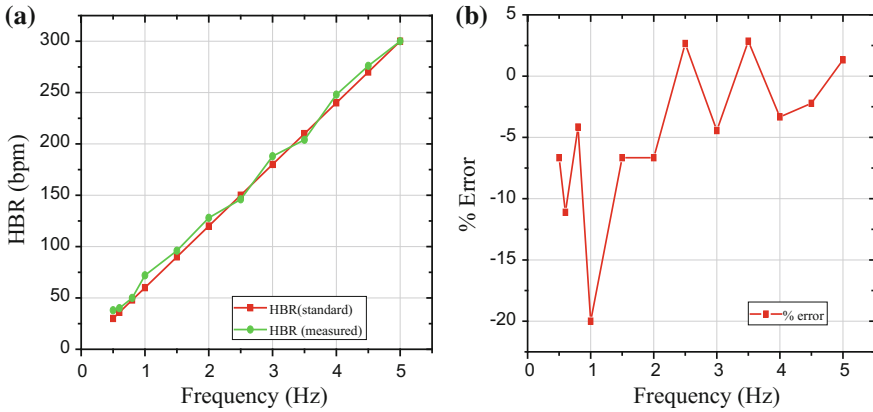 (a)
300
250
200
150
100
50
0
HBR (bpm)
HBR(standard)
HBR (measured)
0 1 2 3 4 5
Frequency (Hz)
(b)
5
0
-5
-10
-15
-20
% Error
% error
0 1 2 3 4 5
Frequency (Hz)